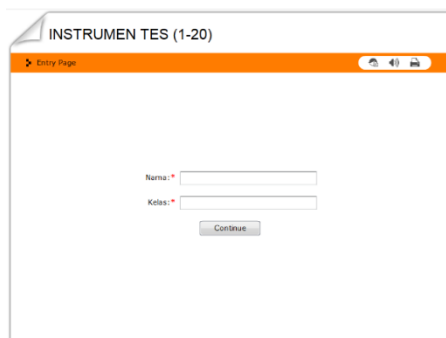 INSTRUMEN TES (1-20)
Entry Page
Nama:*
Kelas:*
Continue